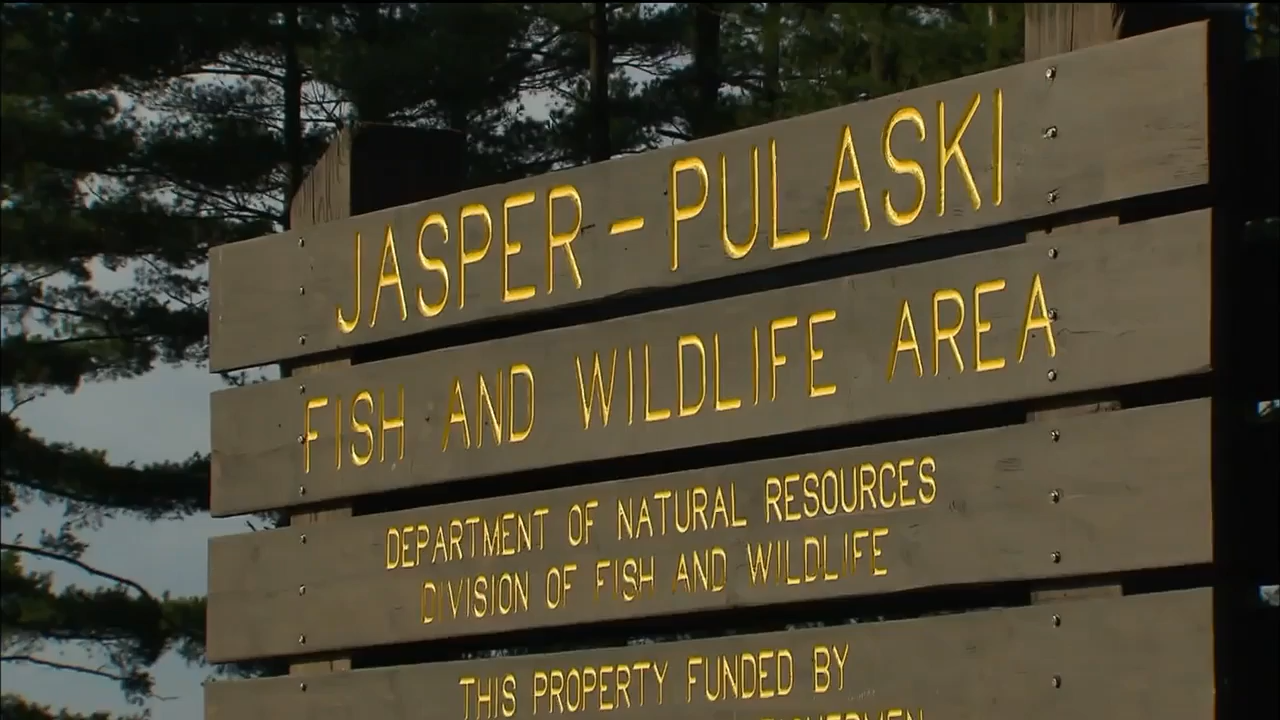 JASPER-PULASKI
FISH AND WILDLIFE AREA
DEPARTMENT OF NATURAL RESOURCES
DIVISION OF FISH AND WILDLIFE
THIS PROPERTY FUNDED BY